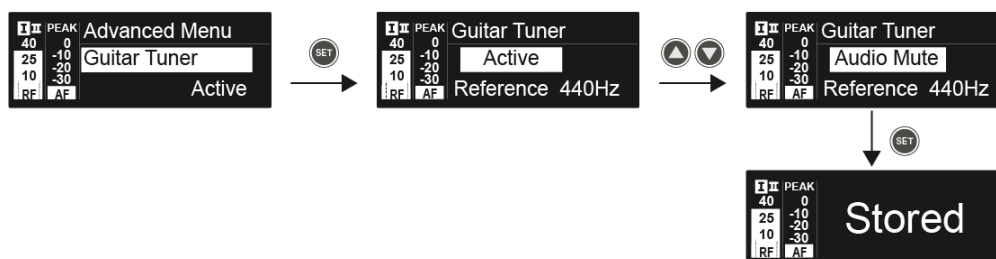 I II PEAK Advanced Menu
40 0
25 -10 Guitar Tuner
-20
10 -30
RF AF Active
SET
I II PEAK Guitar Tuner
40 0
25 -10 Active
-20
10 -30
RF AF Reference 440Hz
I II PEAK Guitar Tuner
40 0
25 -10 Audio Mute
-20
10 -30
RF AF Reference 440Hz
SET
I II PEAK
40 0
25 -10 Stored
-20
10 -30
RF AF